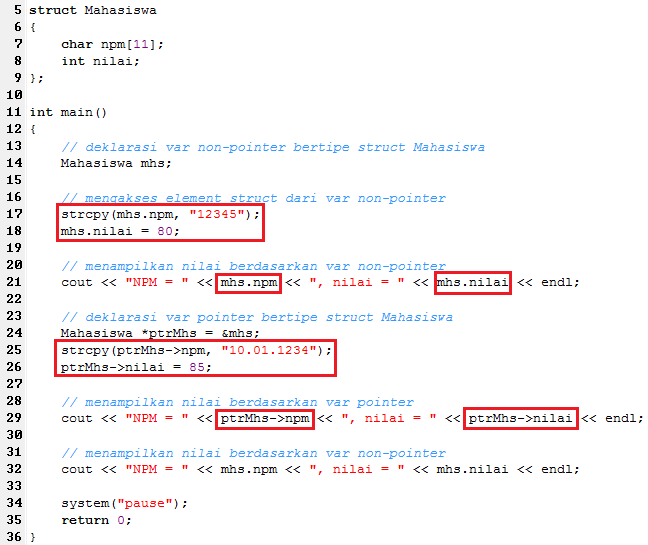 5 struct Mahasiswa
6 {
7     char npm[11];
8     int nilai;
9 };
10
11 int main()
12 {
13     // deklarasi var non-pointer bertipe struct Mahasiswa
14     Mahasiswa mhs;
15
16     // mengakses element struct dari var non-pointer
17     strcpy(mhs.npm, "12345");
18     mhs.nilai = 80;
19
20     // menampilkan nilai berdasarkan var non-pointer
21     cout << "NPM = " << mhs.npm << ", nilai = " << mhs.nilai << endl;
22
23     // deklarasi var pointer bertipe struct Mahasiswa
24     Mahasiswa *ptrMhs = &mhs;
25     strcpy(ptrMhs->npm, "10.01.1234");
26     ptrMhs->nilai = 85;
27
28     // menampilkan nilai berdasarkan var pointer
29     cout << "NPM = " << ptrMhs->npm << ", nilai = " << ptrMhs->nilai << endl;
30
31     // menampilkan nilai berdasarkan var non-pointer
32     cout << "NPM = " << mhs.npm << ", nilai = " << mhs.nilai << endl;
33
34     system("pause");
35     return 0;
36 }